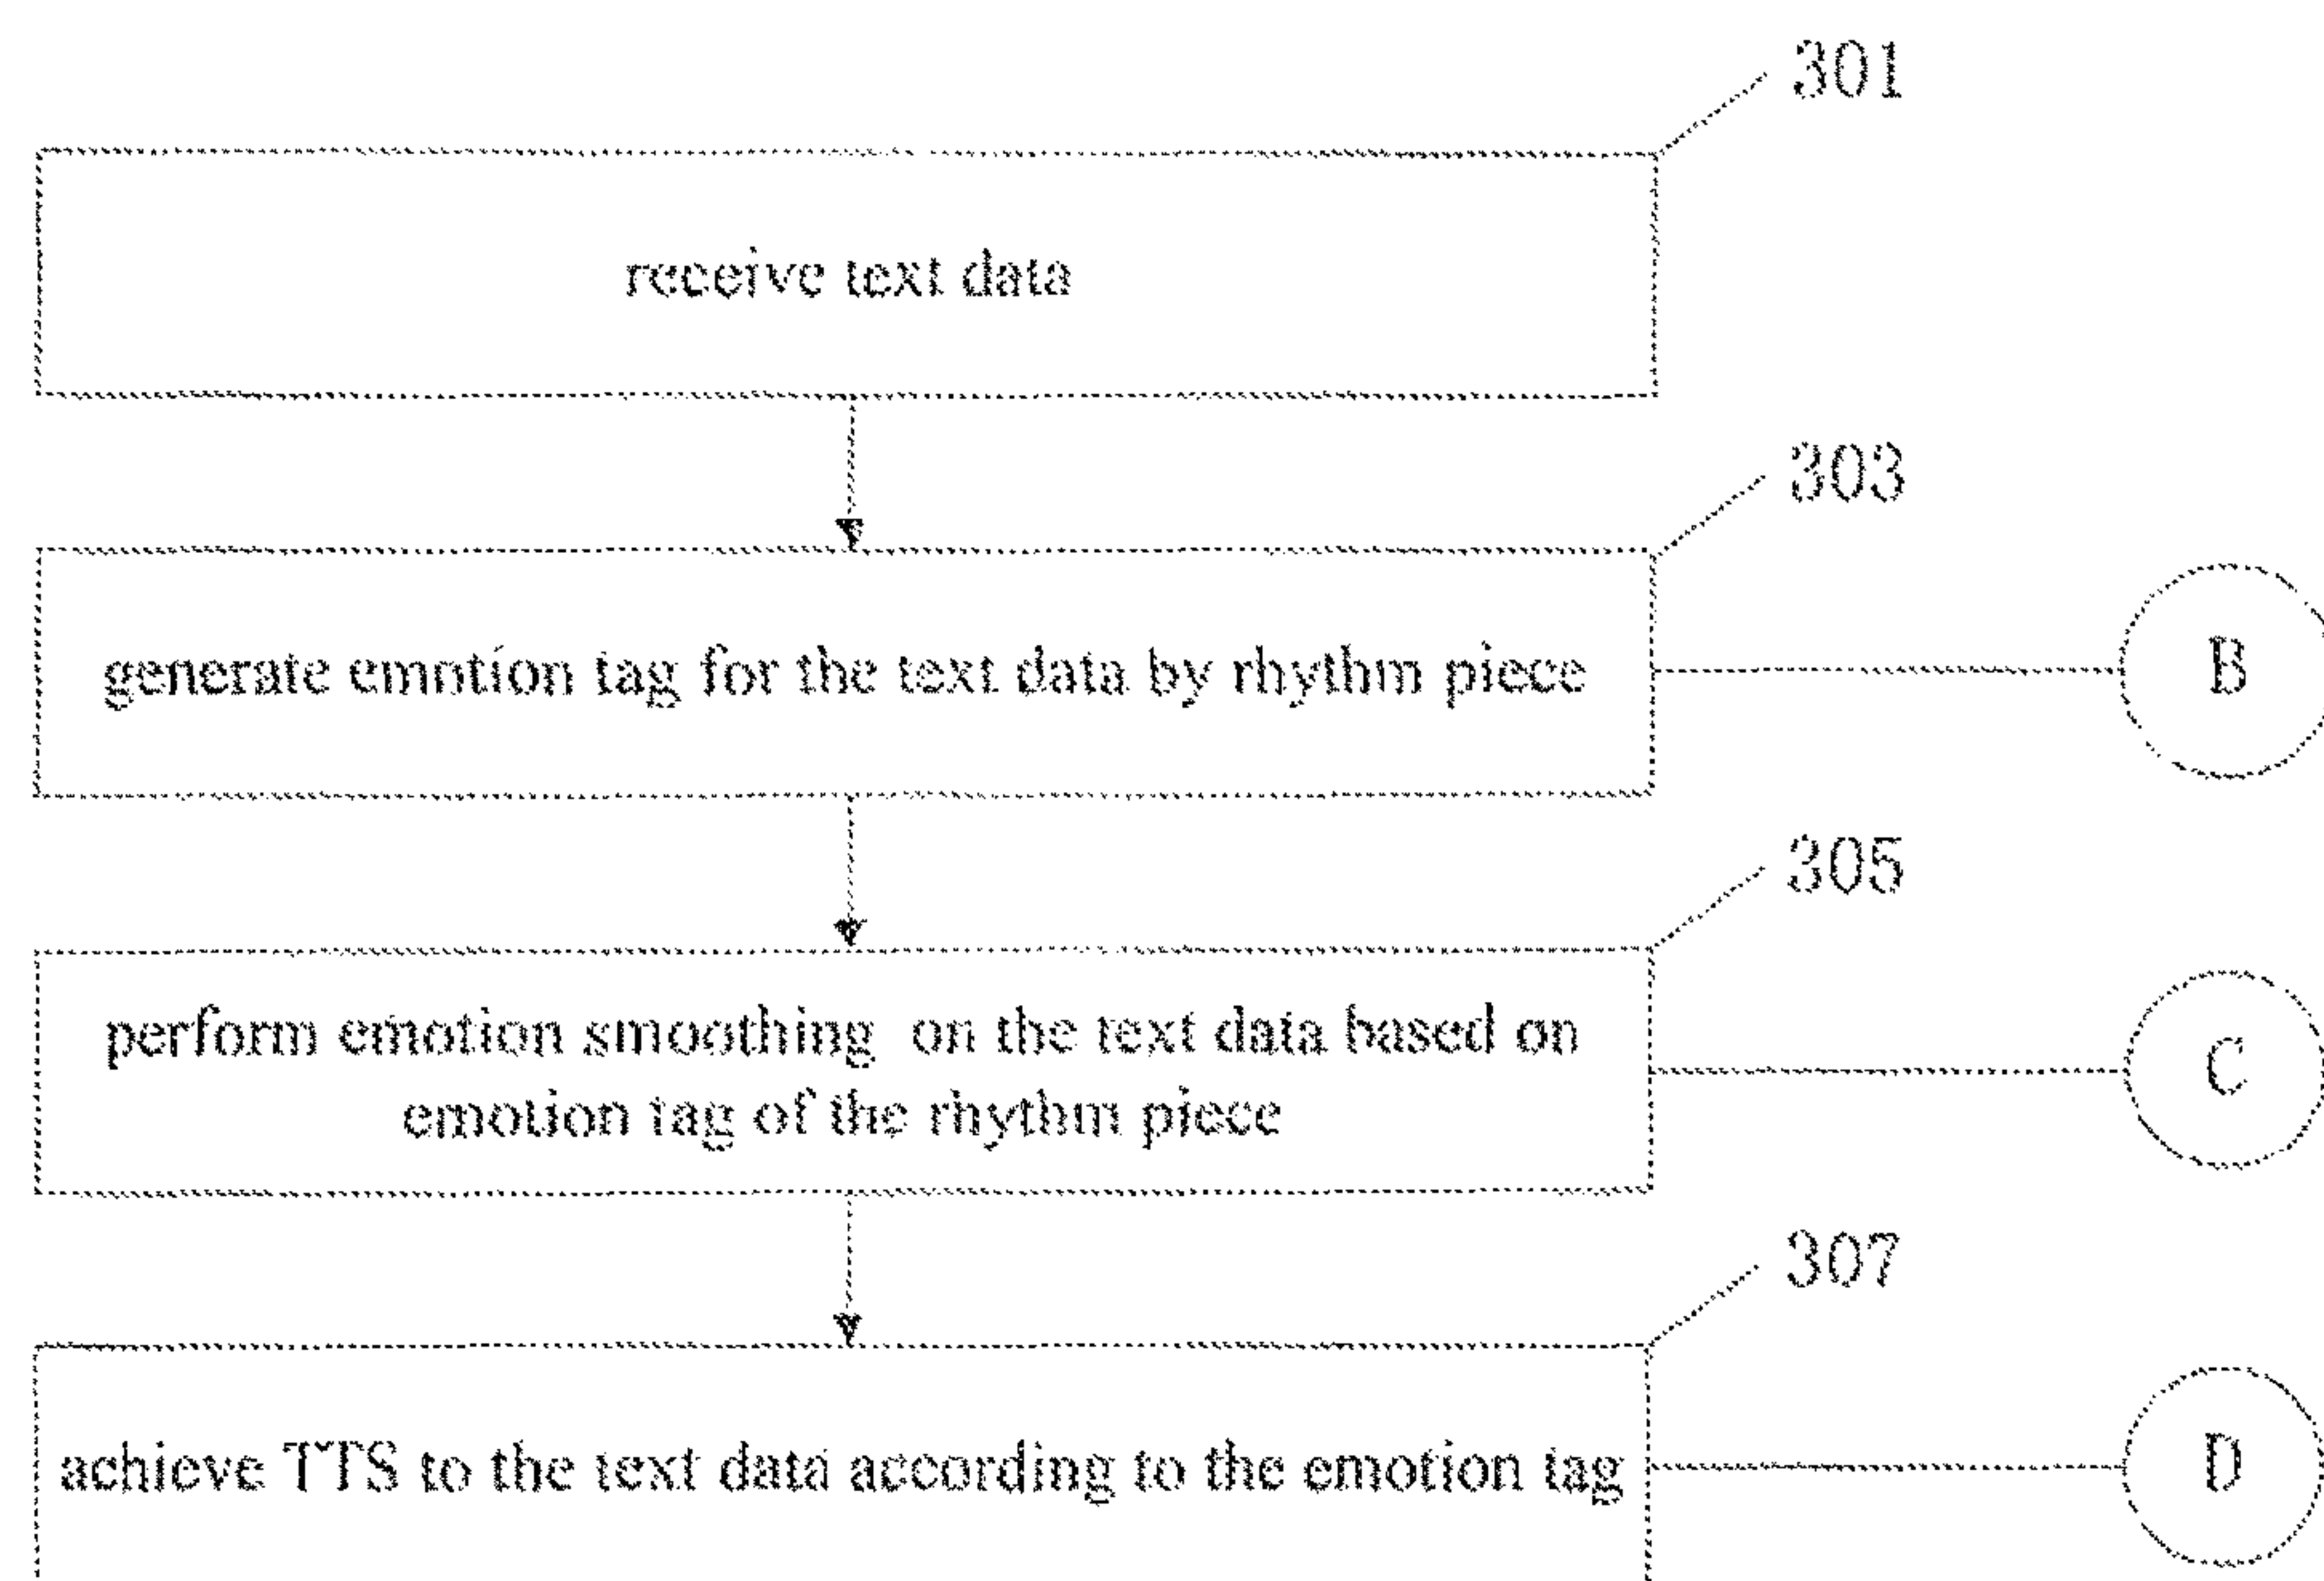 301
receive text data
303
generate emotion tag for the text data by rhythm piece
B
305
perform emotion smoothing on the text data based on
emotion tag of the rhythm piece
C
307
achieve TTS to the text data according to the emotion tag
D